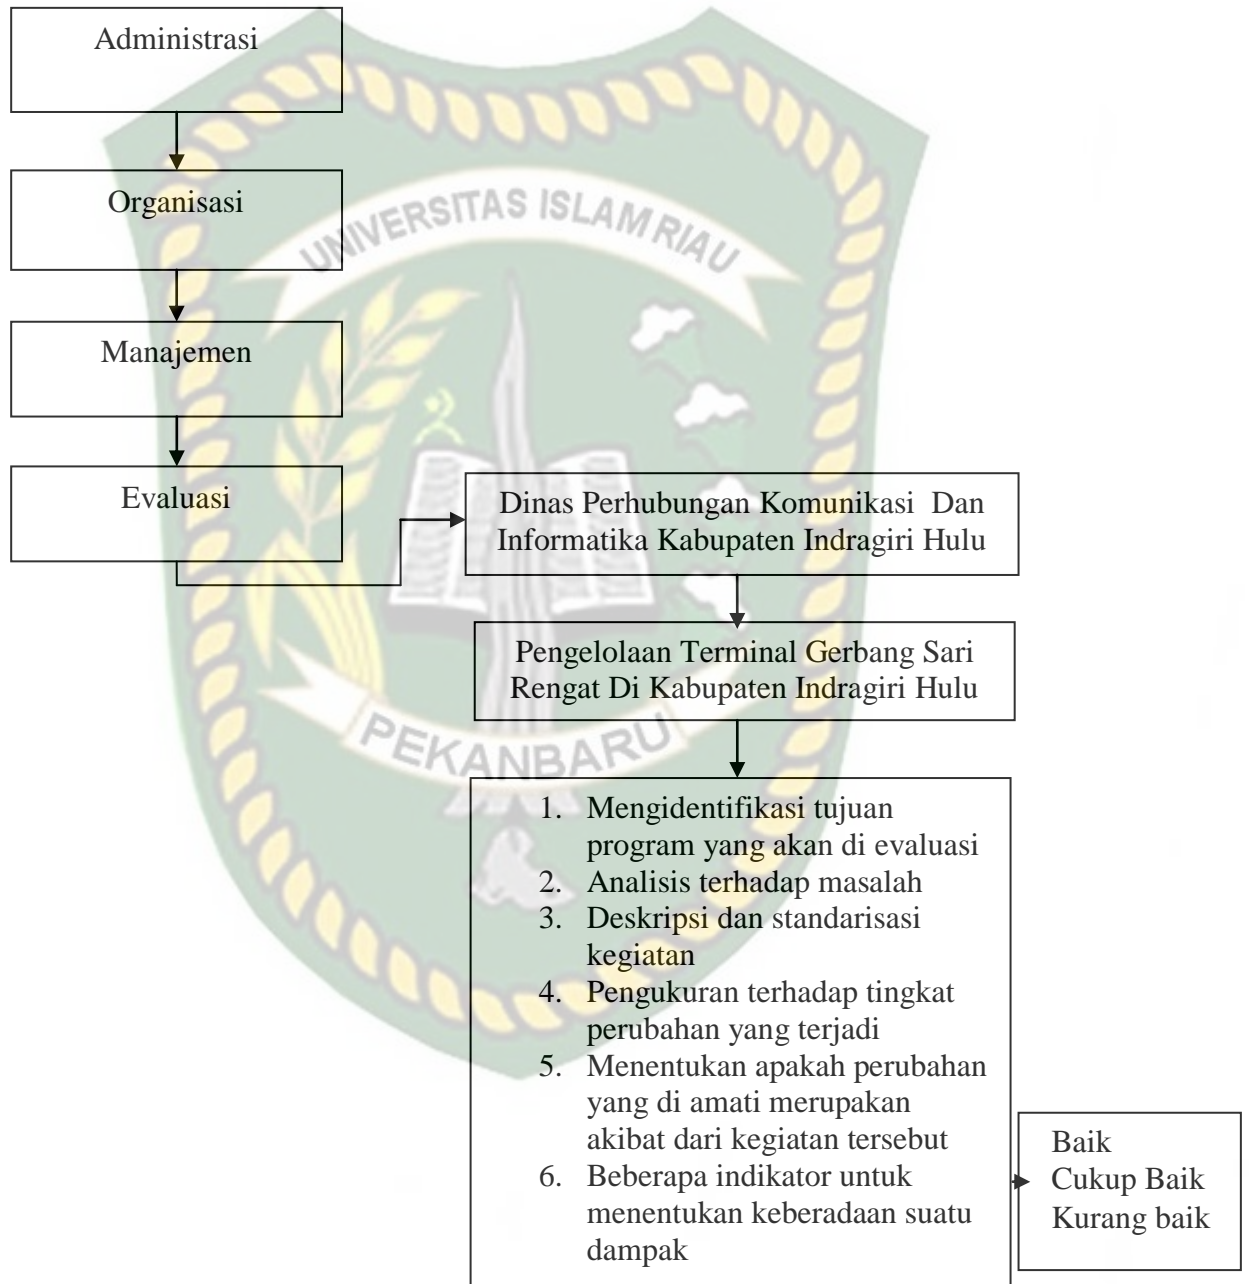 Administrasi
Organisasi
Manajemen
Evaluasi
UNIVERSITAS ISLAM RIAU
PEKANBARU
Dinas Perhubungan Komunikasi Dan
Informatika Kabupaten Indragiri Hulu
Pengelolaan Terminal Gerbang Sari
Rengat Di Kabupaten Indragiri Hulu
1. Mengidentifikasi tujuan
program yang akan di evaluasi
2. Analisis terhadap masalah
3. Deskripsi dan standarisasi
kegiatan
4. Pengukuran terhadap tingkat
perubahan yang terjadi
5. Menentukan apakah perubahan
yang di amati merupakan
akibat dari kegiatan tersebut
6. Beberapa indikator untuk
menentukan keberadaan suatu
dampak
Baik
Cukup Baik
Kurang baik